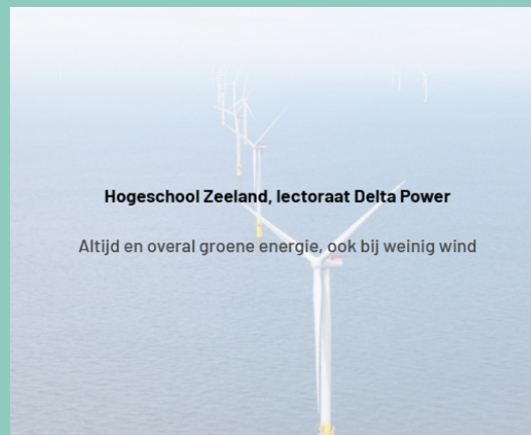 Hogeschool Zeeland, lectoraat Delta Power
Altijd en overal groene energie, ook bij weinig wind